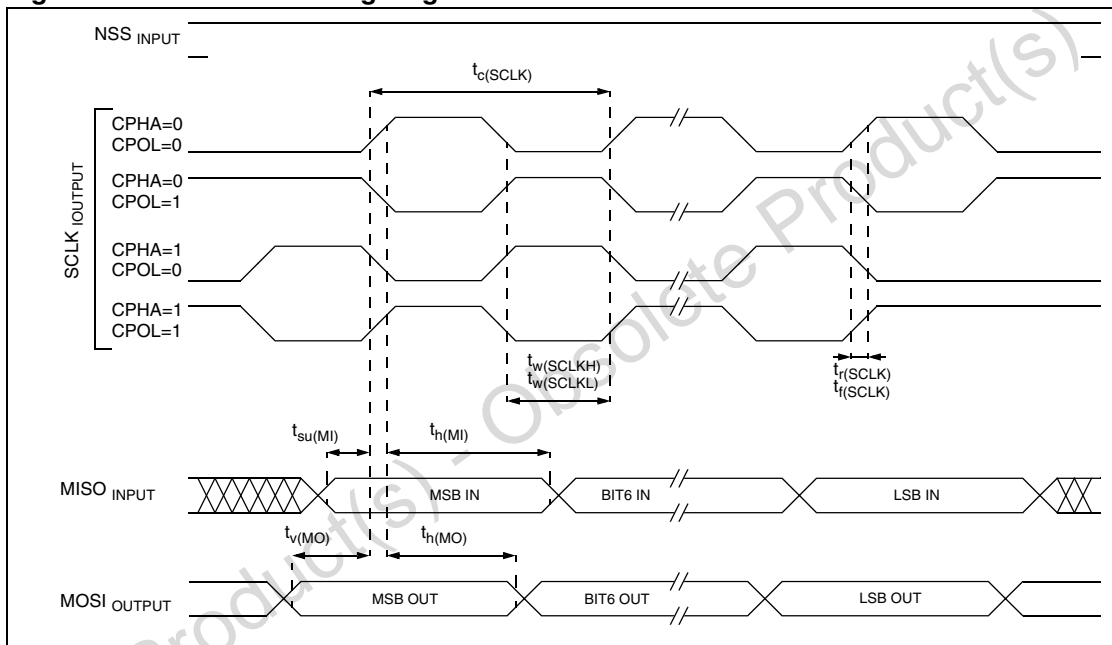 NSS INPUT
tc(SCLK)
SCLK IOUTPUT
CPHA=0
CPOL=0
CPHA=0
CPOL=1
CPHA=1
CPOL=0
CPHA=1
CPOL=1
tw(SCLKH)
tw(SCLKL)
tr(SCLK)
tf(SCLK)
tsu(MI)
th(MI)
MISO INPUT
MSB IN
BIT6 IN
LSB IN
tv(MO)
th(MO)
MOSI OUTPUT
MSB OUT
BIT6 OUT
LSB OUT
Product(s) - Obsolete Product(s)